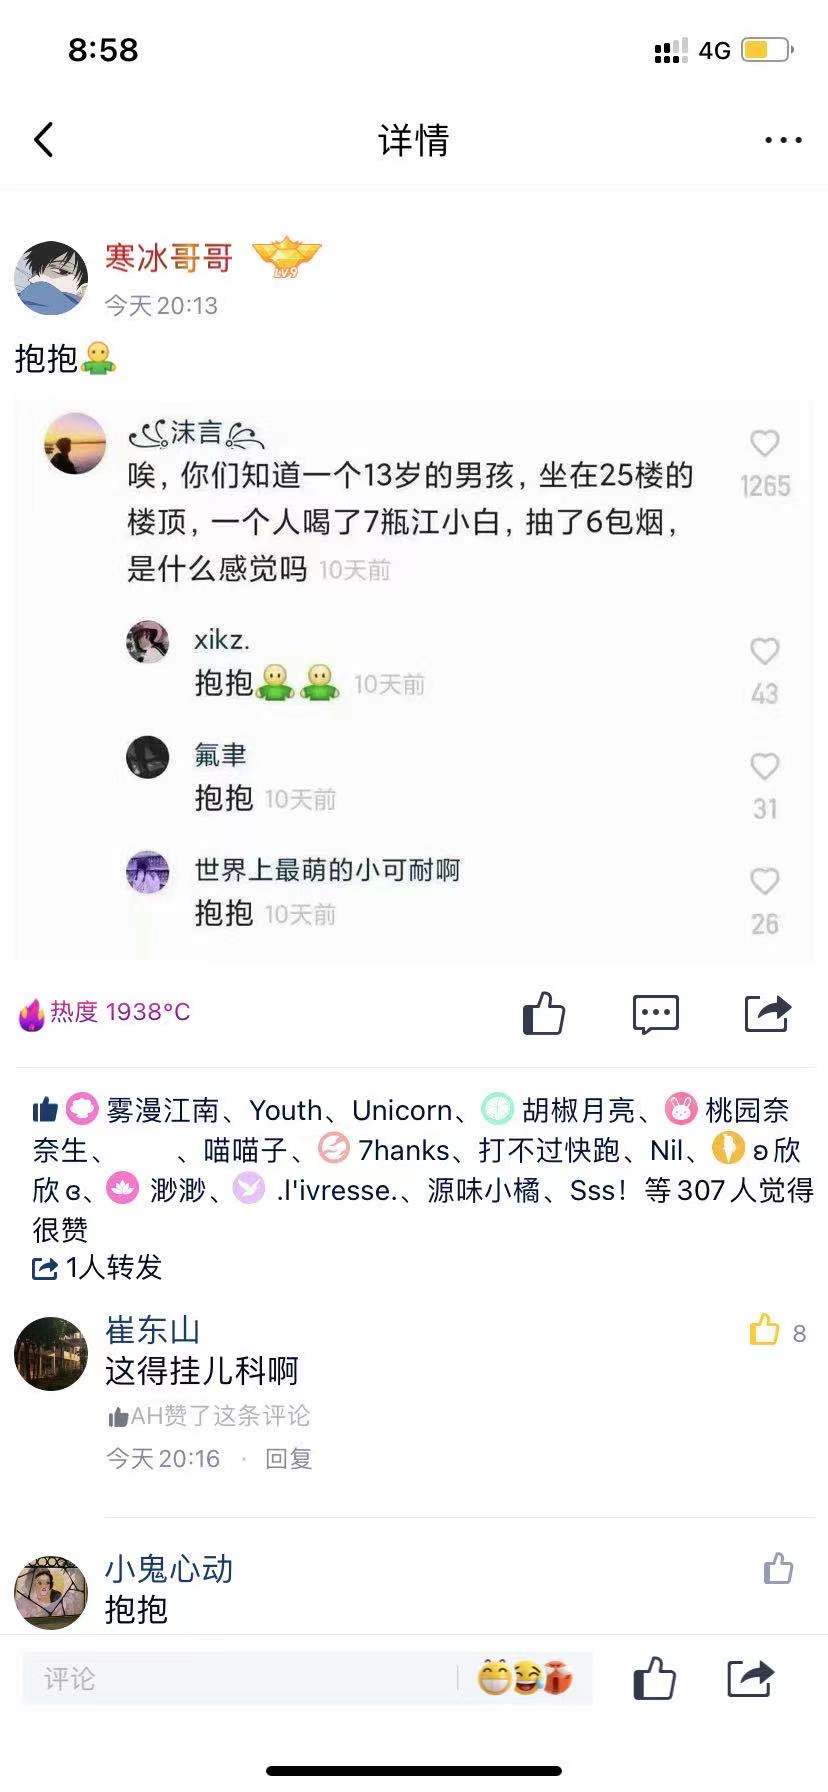 8:58
4G
详情
寒冰哥哥
LV9
今天 20:13
抱抱
沫言
唉，你们知道一个13岁的男孩，坐在25楼的
楼顶，一个人喝了7瓶江小白，抽了6包烟，
是什么感觉吗 10天前
1265
xikz.
抱抱 10天前
43
氟聿
抱抱 10天前
31
世界上最萌的小可耐啊
抱抱 10天前
26
热度 1938°C
雾漫江南、Youth、Unicorn、胡椒月亮、桃园奈
奈生、 、喵喵子、7hanks、打不过快跑、Nil、ʚ欣
欣ɞ、渺渺、.l'ivresse.、源味小橘、Sss！等307人觉得
很赞
1人转发
崔东山
8
这得挂儿科啊
AH赞了这条评论
今天 20:16 · 回复
小鬼心动
抱抱
评论